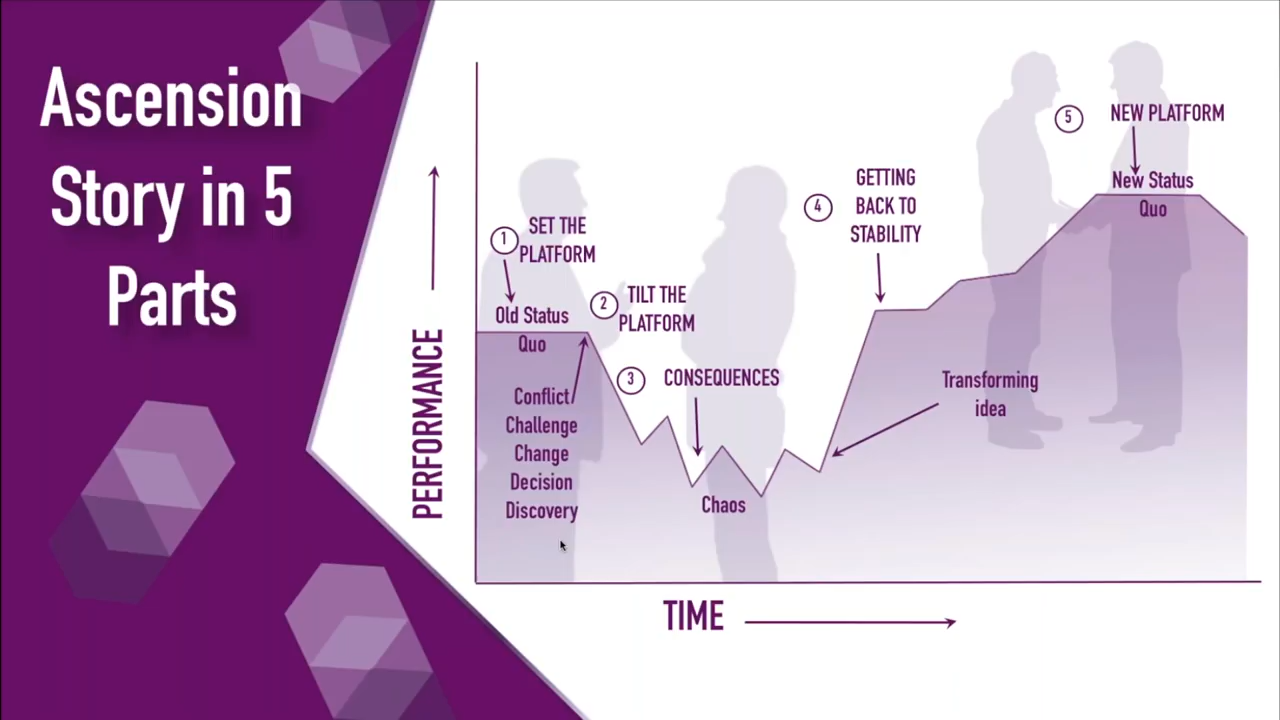 Ascension
Story in 5
Parts
PERFORMANCE
1
SET THE
PLATFORM
Old Status
Quo
Conflict
Challenge
Change
Decision
Discovery
2
TILT THE
PLATFORM
3
CONSEQUENCES
Chaos
4
GETTING
BACK TO
STABILITY
Transforming
idea
5
NEW PLATFORM
New Status
Quo
TIME